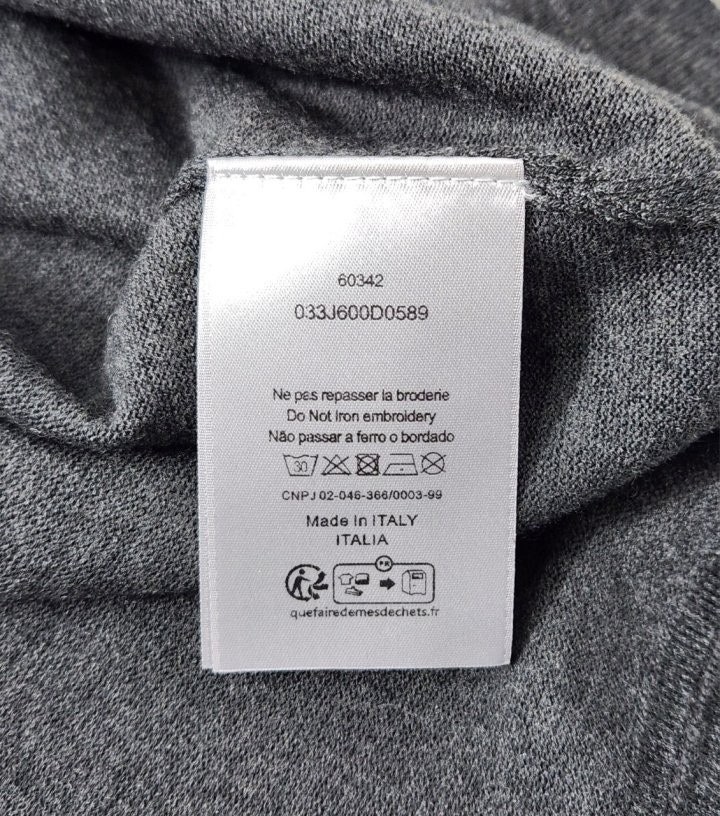 60342
033J600D0589
Ne pas repasser la broderie
Do Not Iron embroidery
Não passar a ferro o bordado
30
CNPJ 02-046-366/0003-99
Made In ITALY
ITALIA
FR
quefairedemesdechets.fr